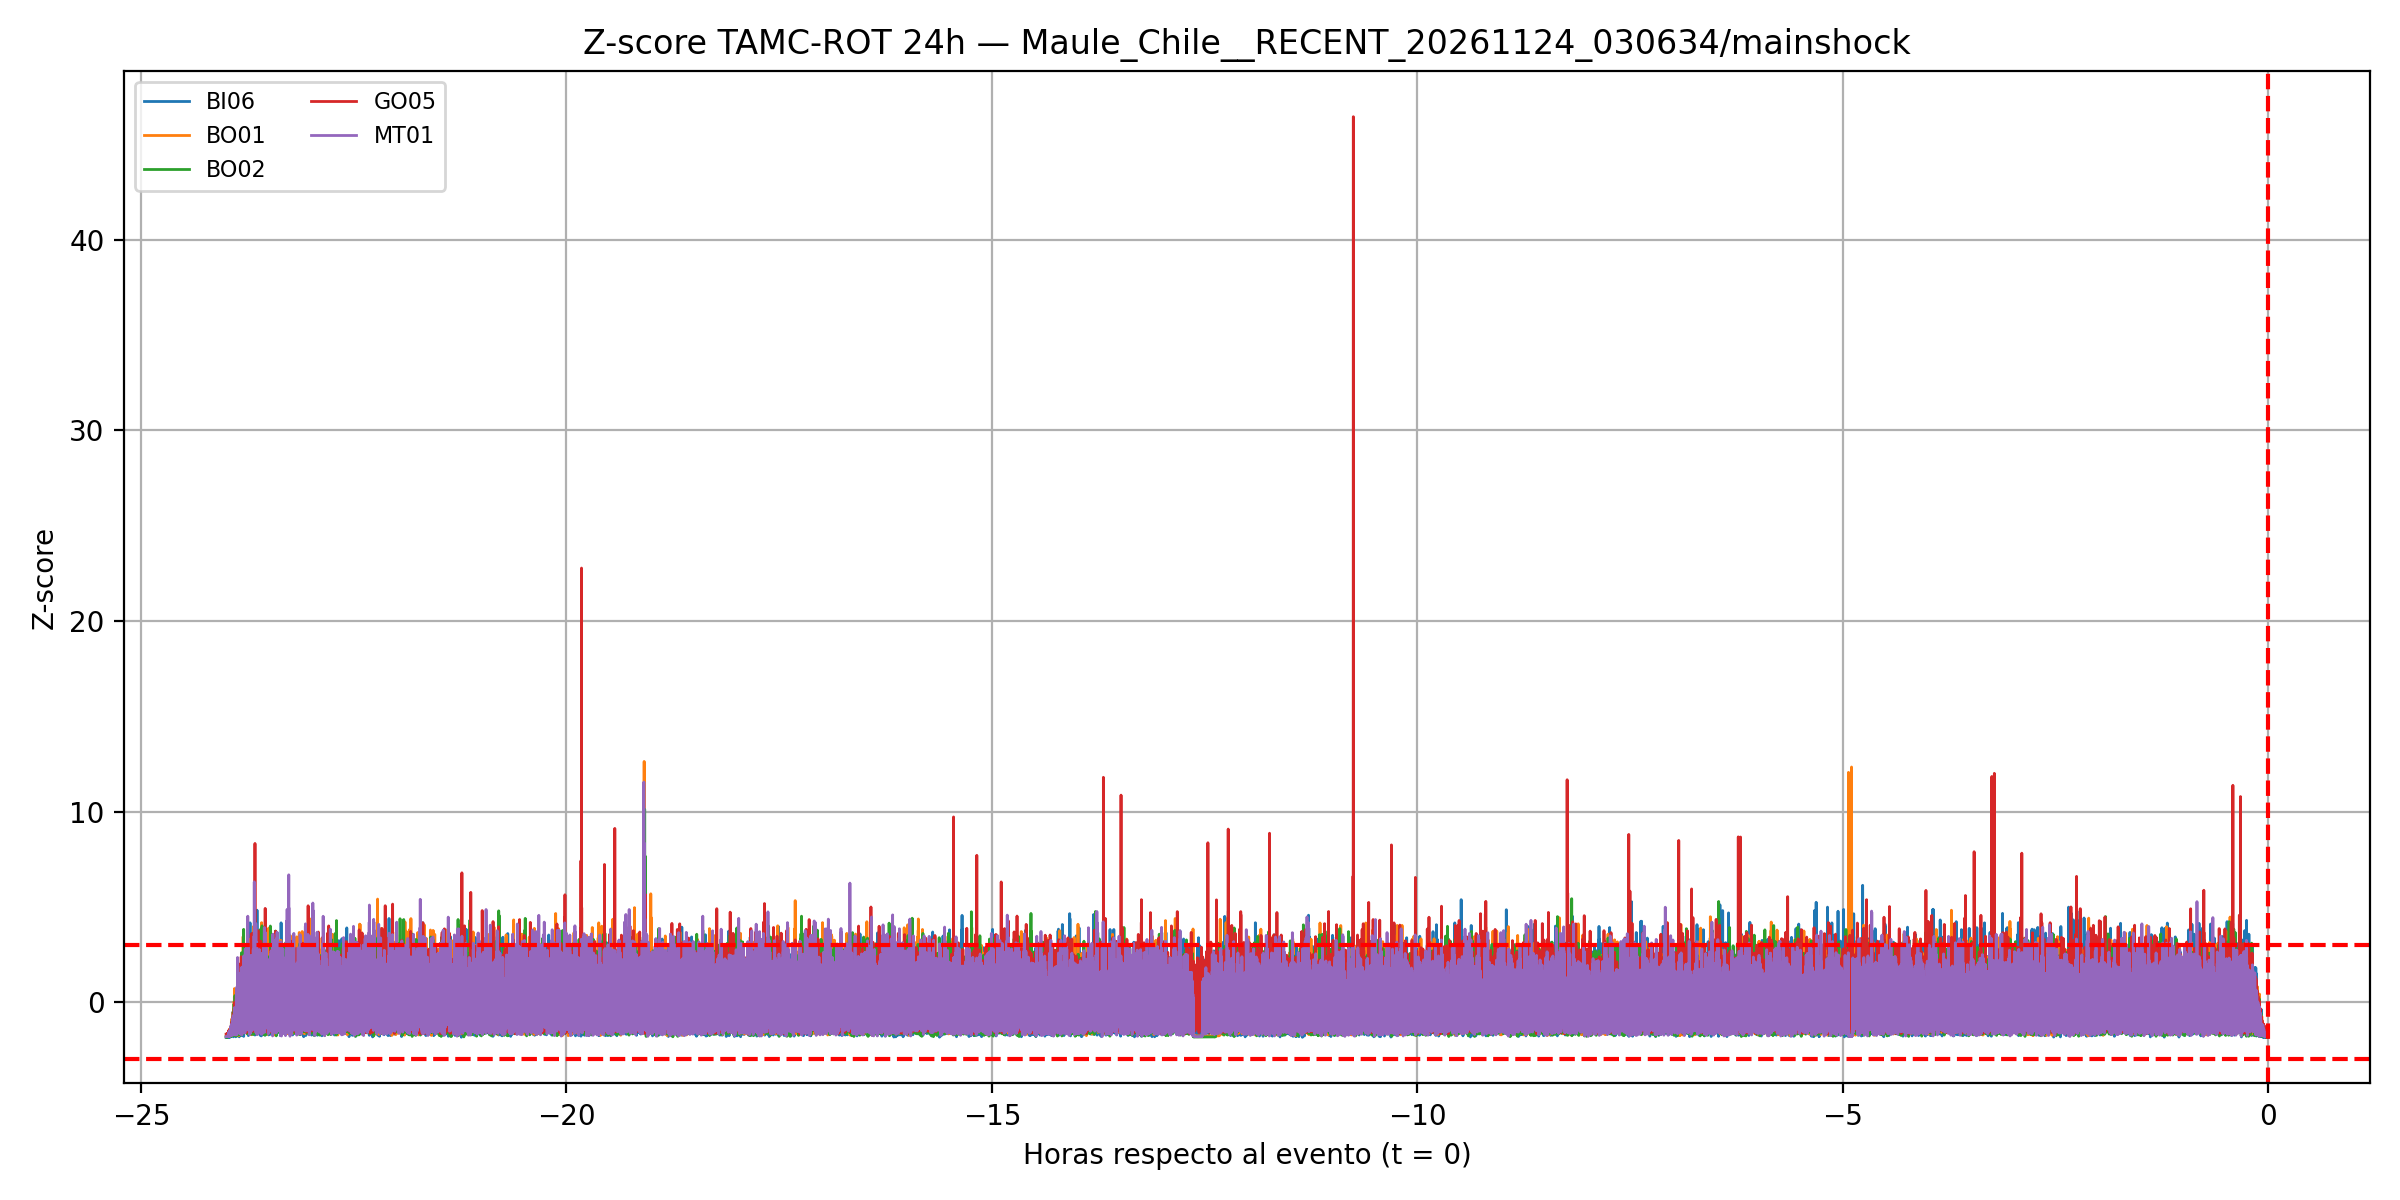 Z-score TAMC-ROT 24h — Maule_Chile__RECENT_20261124_030634/mainshock
BI06
BO01
BO02
GO05
MT01
Z-score
40
30
20
10
0
−25
−20
−15
−10
−5
0
Horas respecto al evento (t = 0)